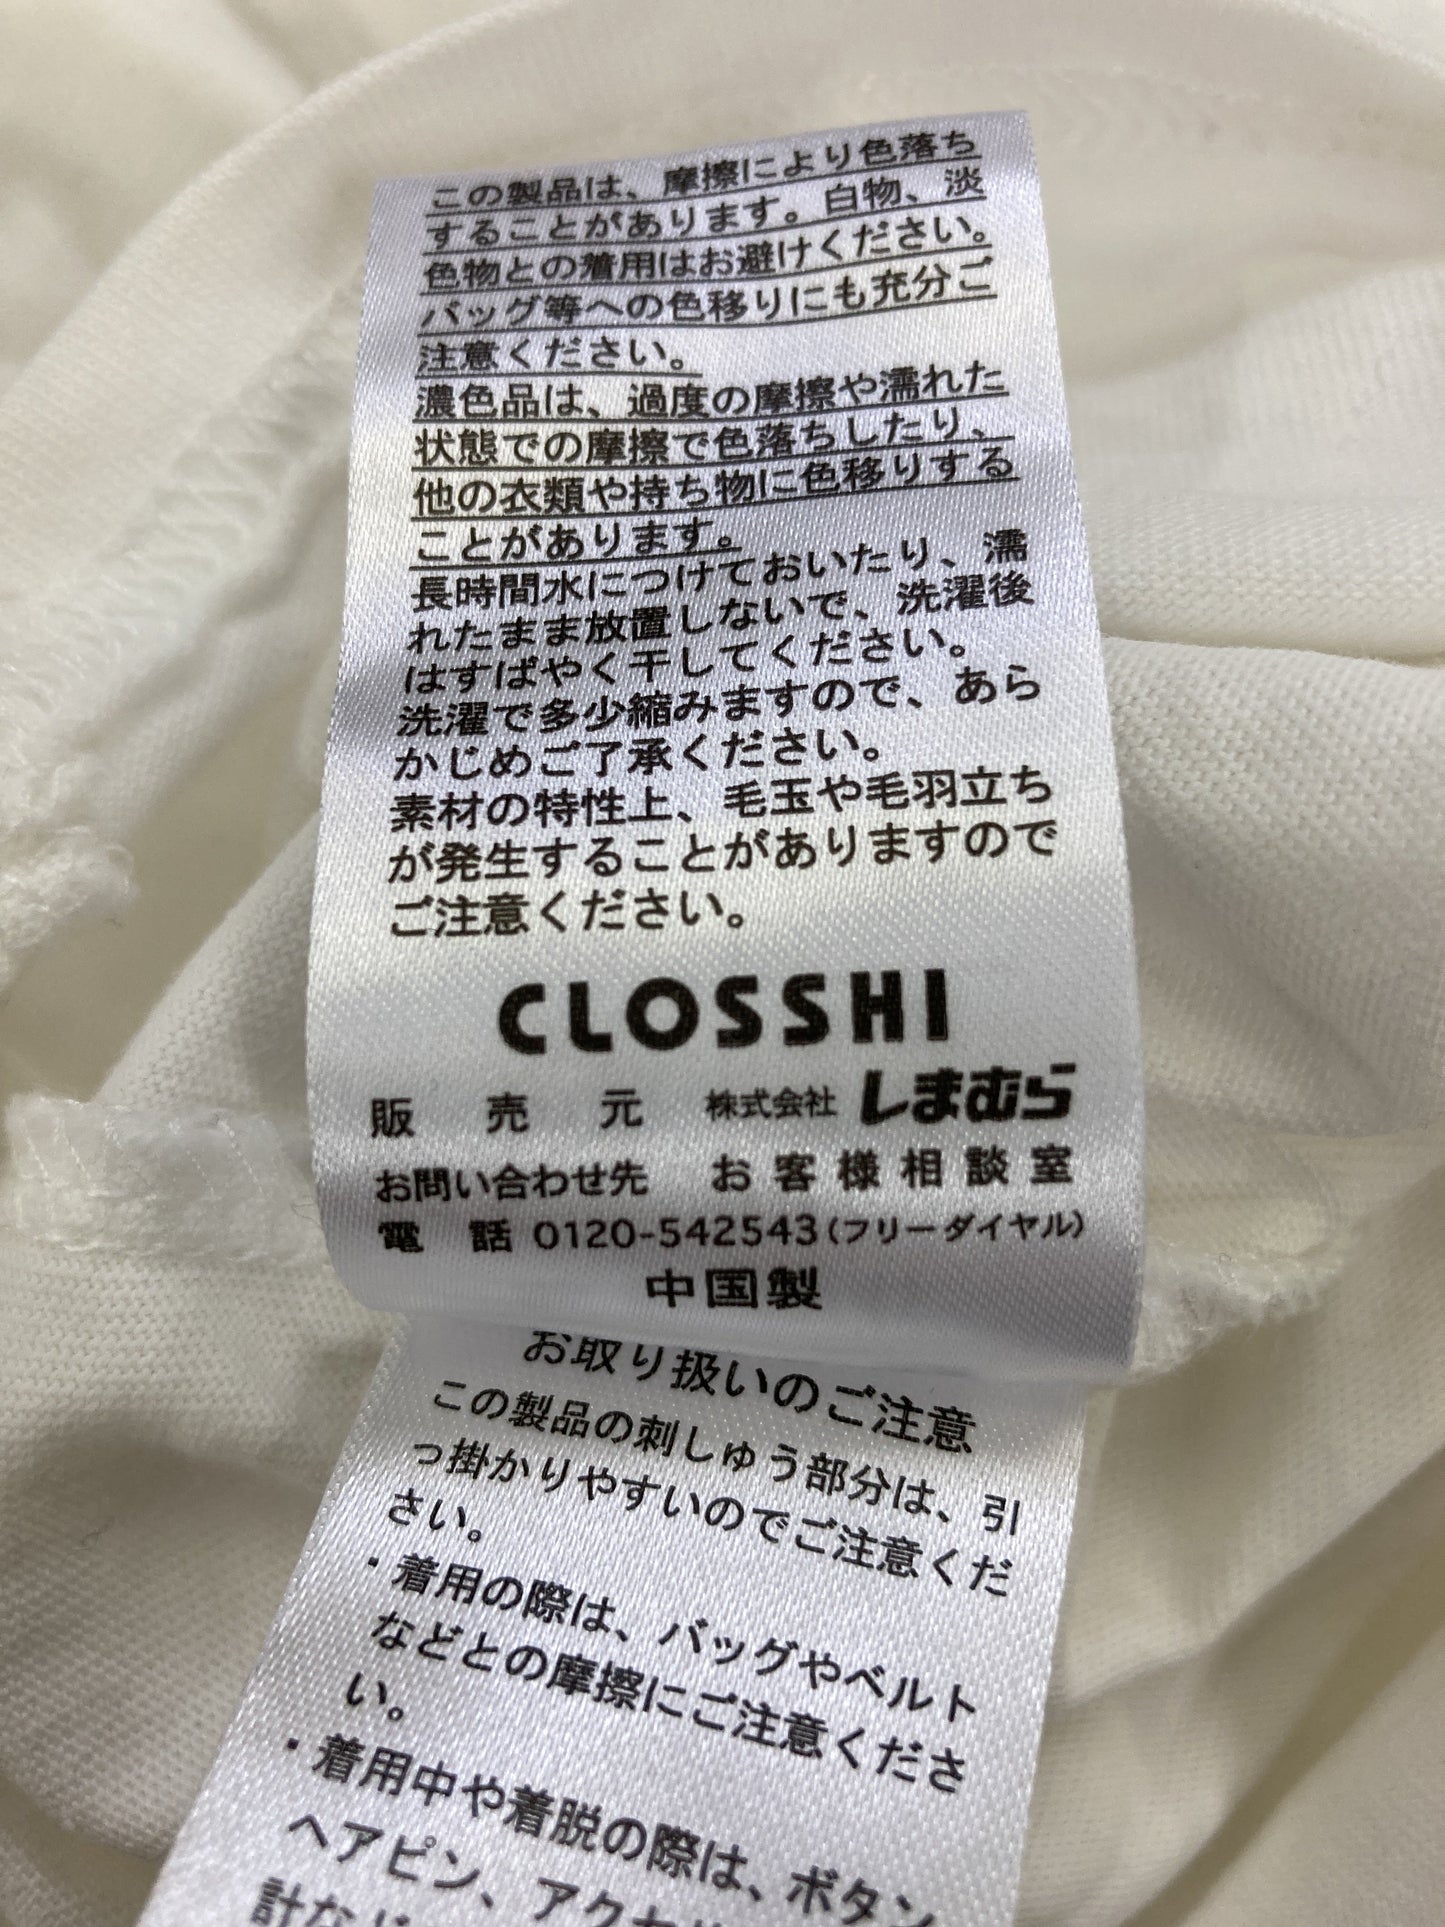 この製品は、摩擦により色落ち
することがあります。白物、淡
色物との着用はお避けください。
バッグ等への色移りにも充分ご
注意ください。
濃色品は、過度の摩擦や濡れた
状態での摩擦で色落ちしたり、
他の衣類や持ち物に色移りする
ことがあります。
長時間水につけておいたり、濡
れたまま放置しないで、洗濯後
はすばやく干してください。
洗濯で多少縮みますので、あら
かじめご了承ください。
素材の特性上、毛玉や毛羽立ち
が発生することがありますので
ご注意ください。
CLOSSHI
販売元 株式会社 しまむら
お問い合わせ先 お客様相談室
電話 0120-542543(フリーダイヤル)
中国製
お取り扱いのご注意
この製品の刺しゅう部分は、引
っ掛かりやすいのでご注意くだ
さい。
・着用の際は、バッグやベルト
などとの摩擦にご注意くださ
い。
・着用中や着脱の際は、ボタン
ヘアピン、アクセ
計など